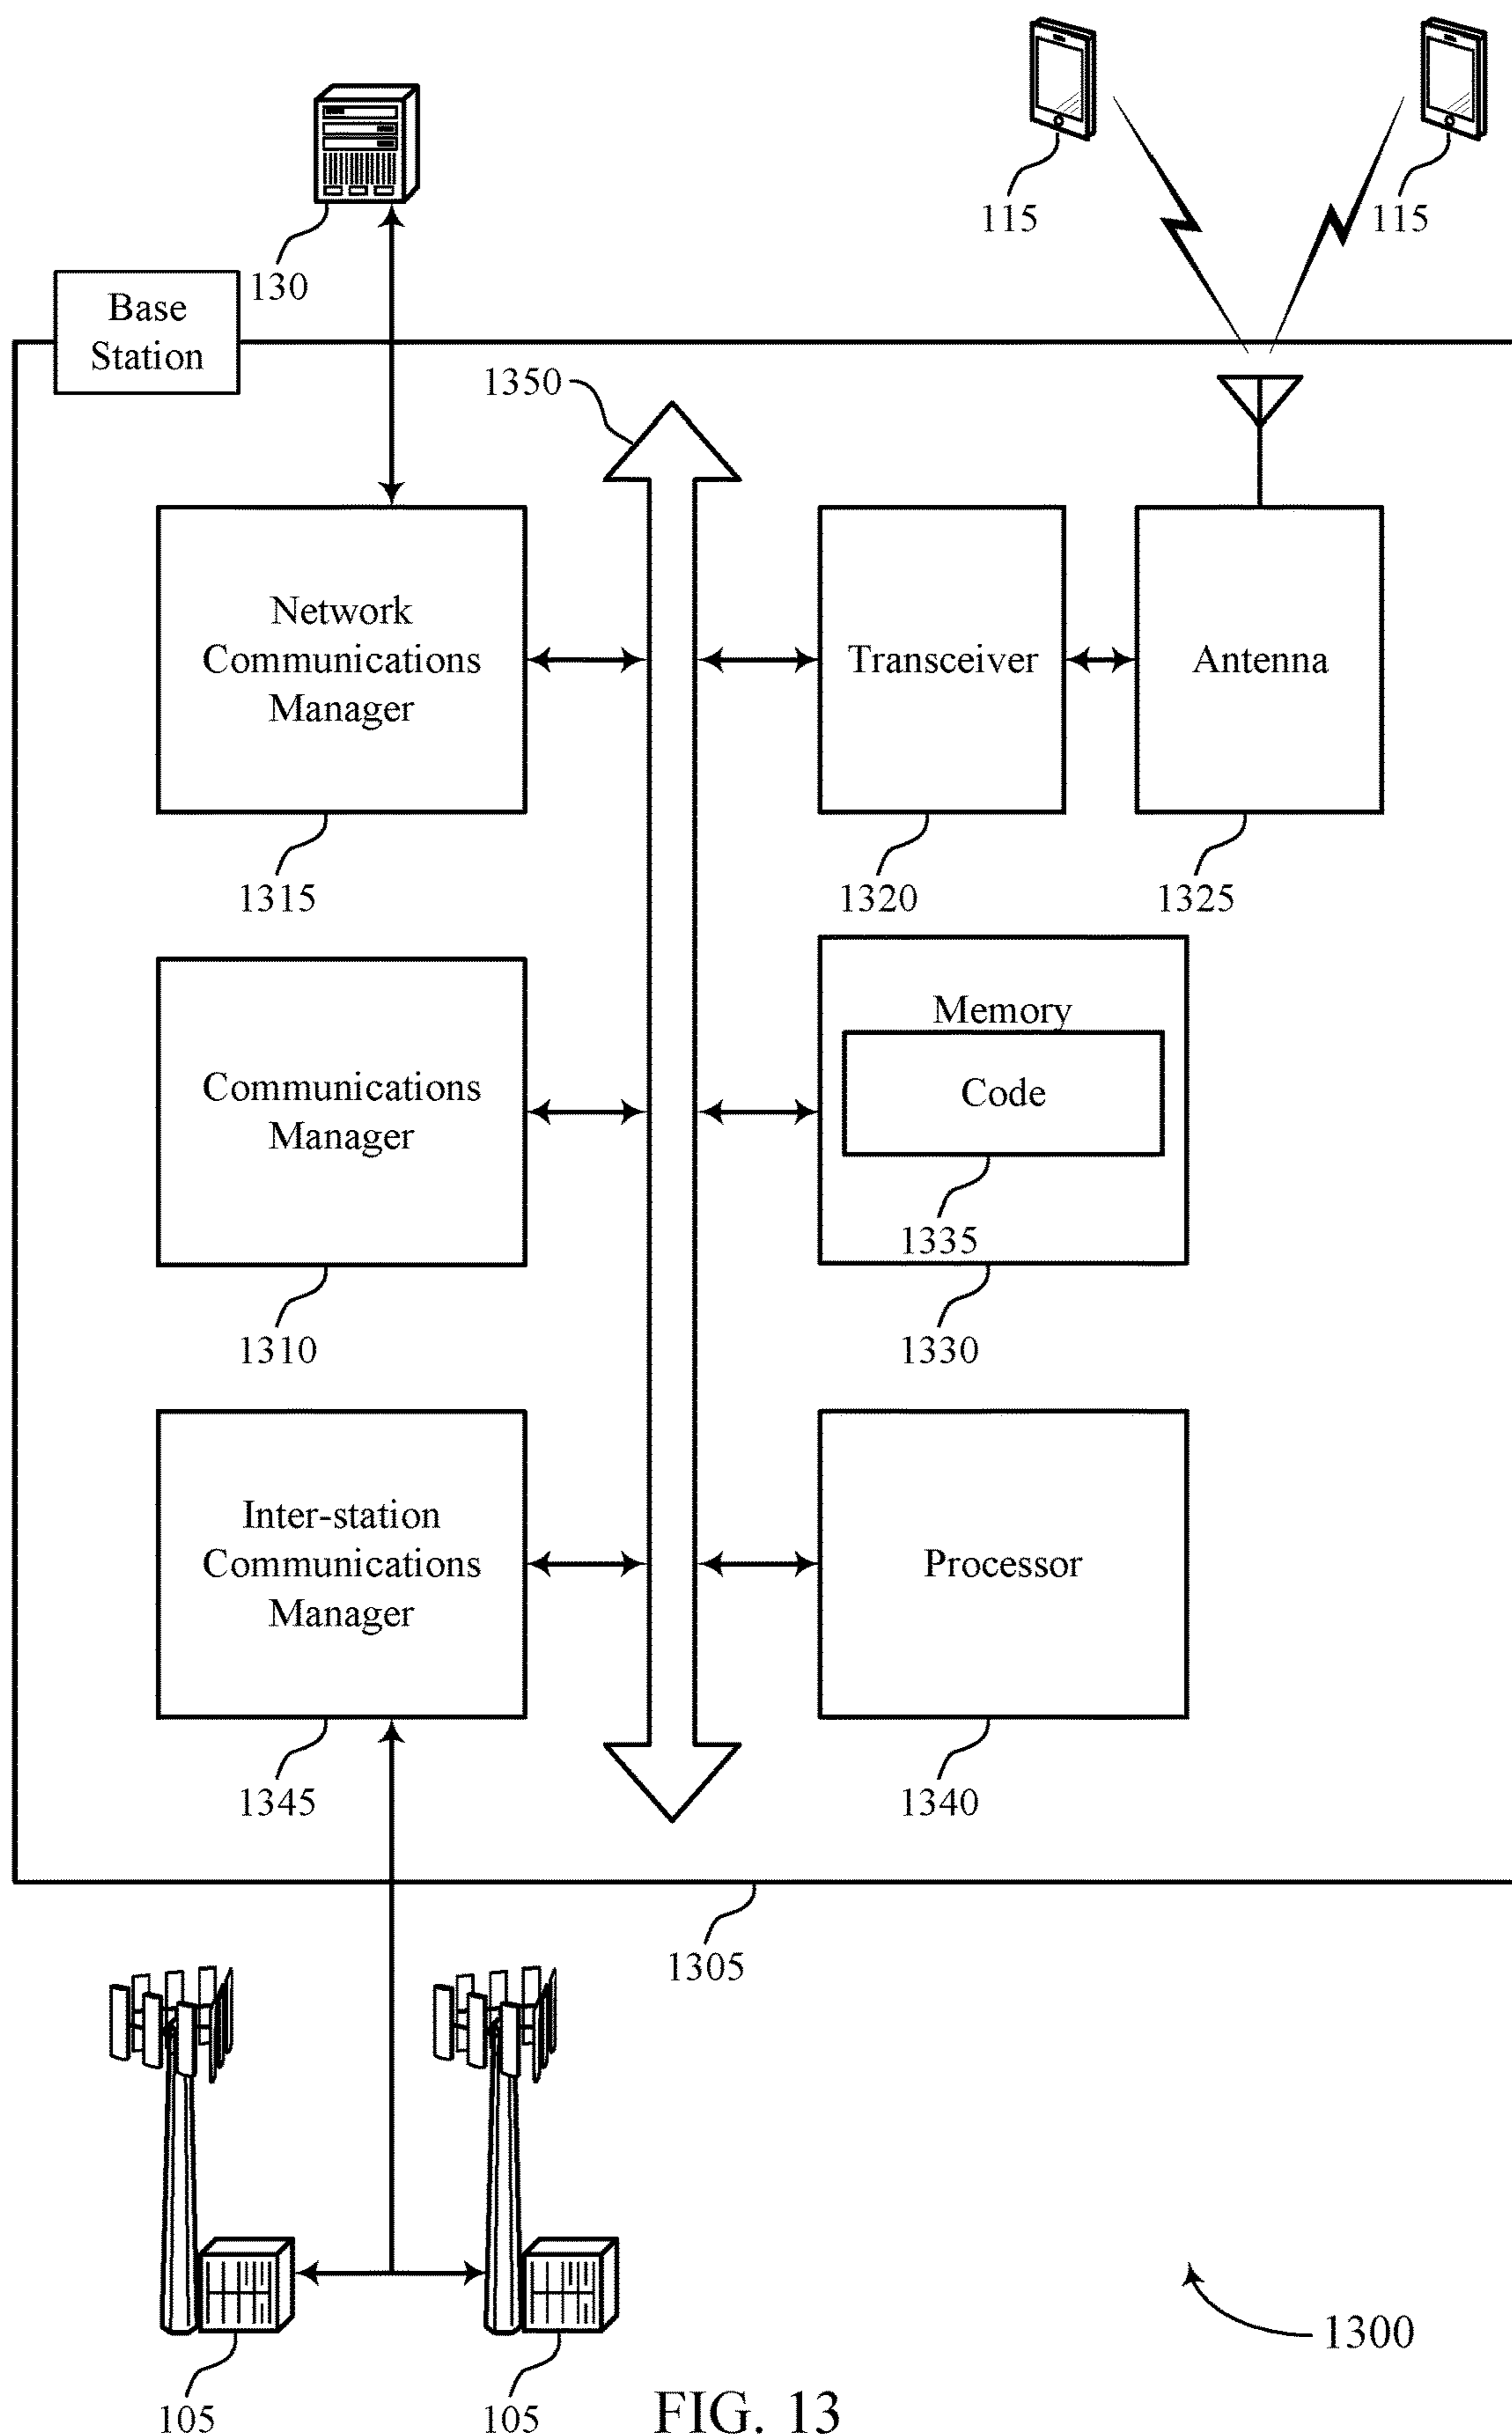 115
115
130
Base
Station
1350
Network
Communications
Manager
Transceiver
Antenna
1315
1320
1325
Communications
Manager
Memory
Code
1335
1310
1330
Inter-station
Communications
Manager
Processor
1345
1340
1305
1300
105
105
FIG. 13